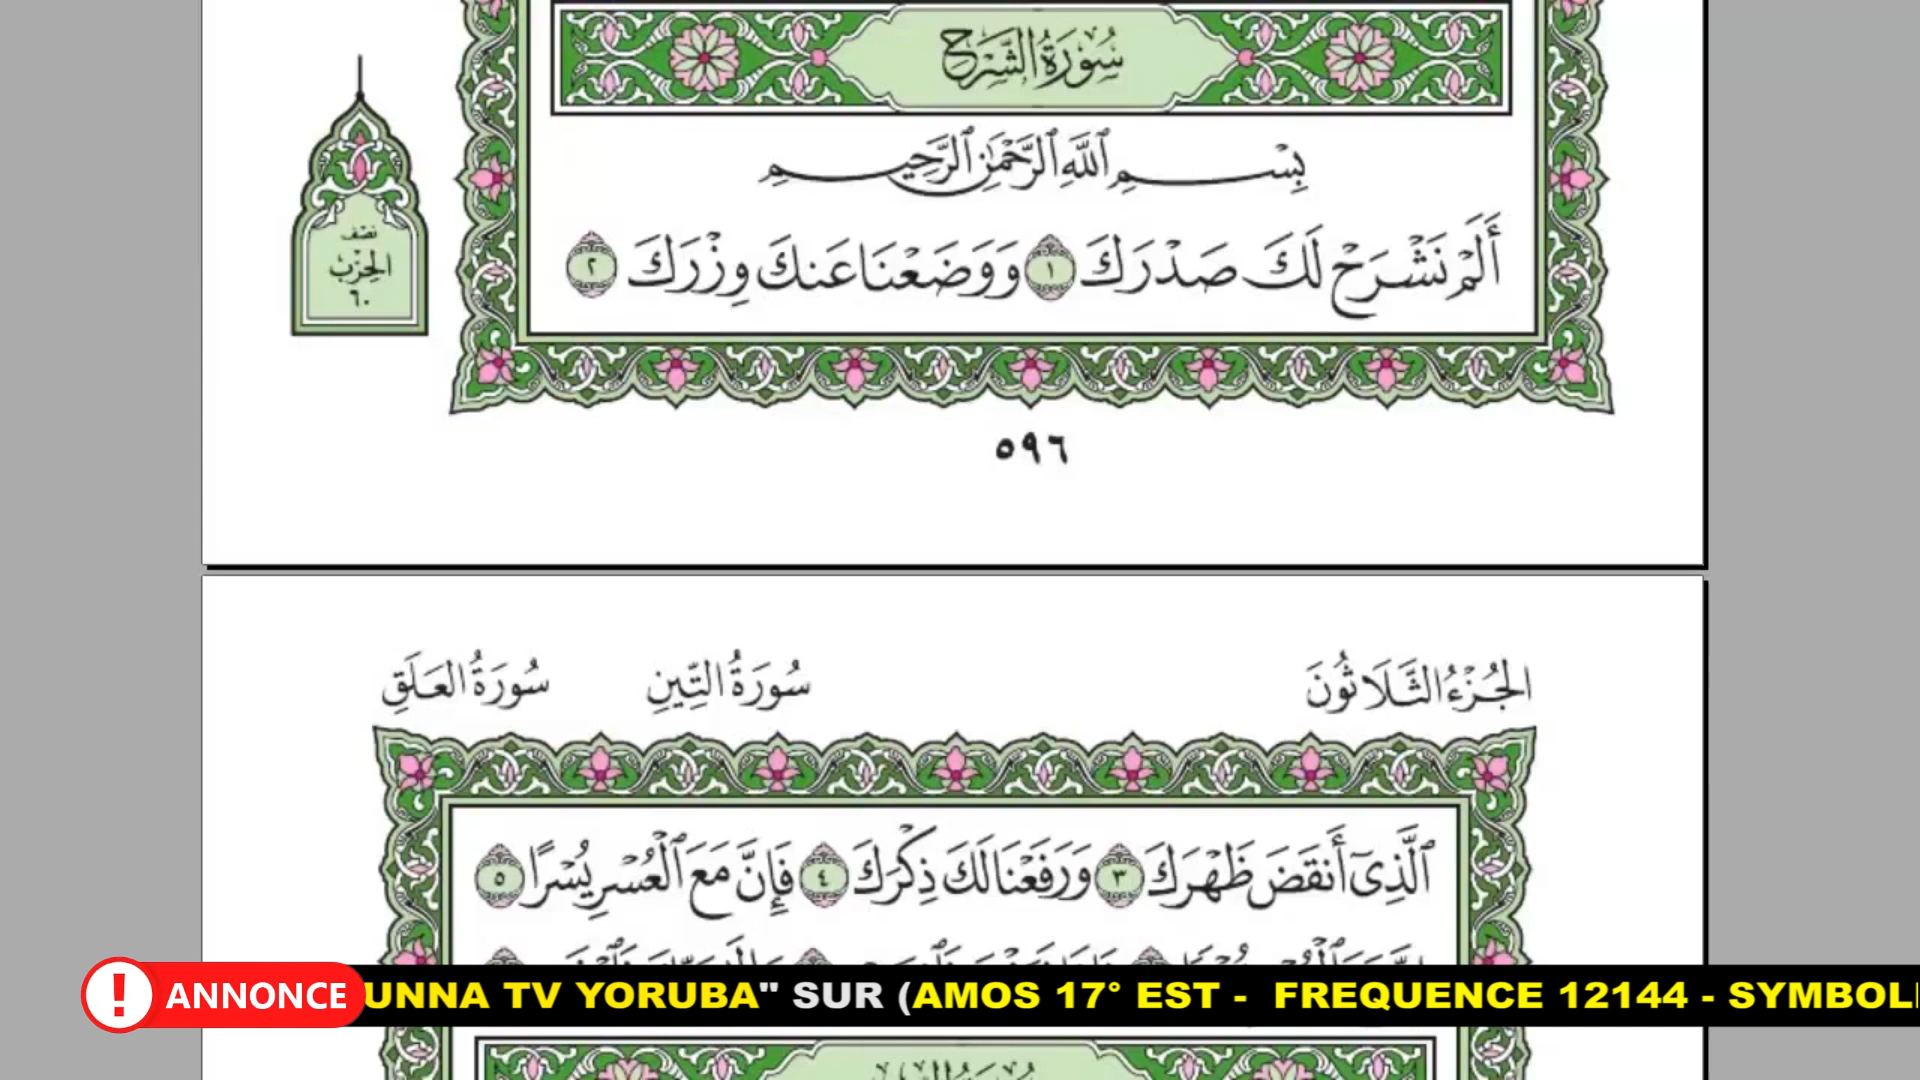 سُورَةُ الشَّرْحِ
نصف
الحِزْب
٦٠
بِسْمِ ٱللَّهِ ٱلرَّحْمَٰنِ ٱلرَّحِيمِ
أَلَمْ نَشْرَحْ لَكَ صَدْرَكَ ١ وَوَضَعْنَا عَنكَ وِزْرَكَ ٢
٥٩٦
الجُزْءُ الثَّلَاثُونَ سُورَةُ التِّينِ سُورَةُ العَلَقِ
ٱلَّذِىٓ أَنقَضَ ظَهْرَكَ ٣ وَرَفَعْنَا لَكَ ذِكْرَكَ ٤ فَإِنَّ مَعَ ٱلْعُسْرِ يُسْرًا ٥
ANNONCE UNNA TV YORUBA" SUR (AMOS 17° EST - FREQUENCE 12144 - SYMBOL